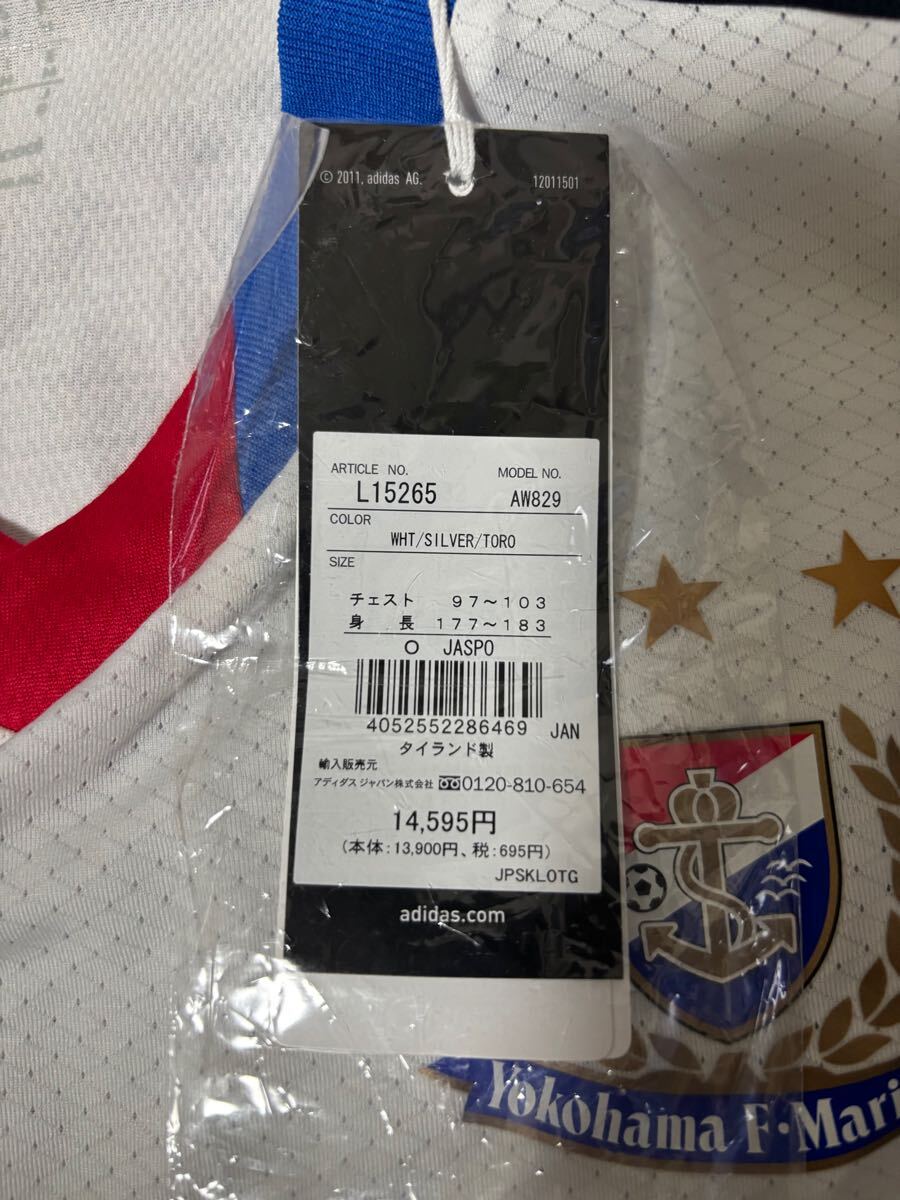 © 2011, adidas AG. 12011501
ARTICLE NO. MODEL NO.
L15265 AW829
COLOR
WHT/SILVER/TORO
SIZE
チェスト 97〜103
身 長 177〜183
O JASPO
4052552286469 JAN
タイランド製
輸入販売元
アディダス ジャパン株式会社 0120-810-654
14,595円
(本体:13,900円、税:695円)
JPSKLOTG
adidas.com
Yokohama F·Mari